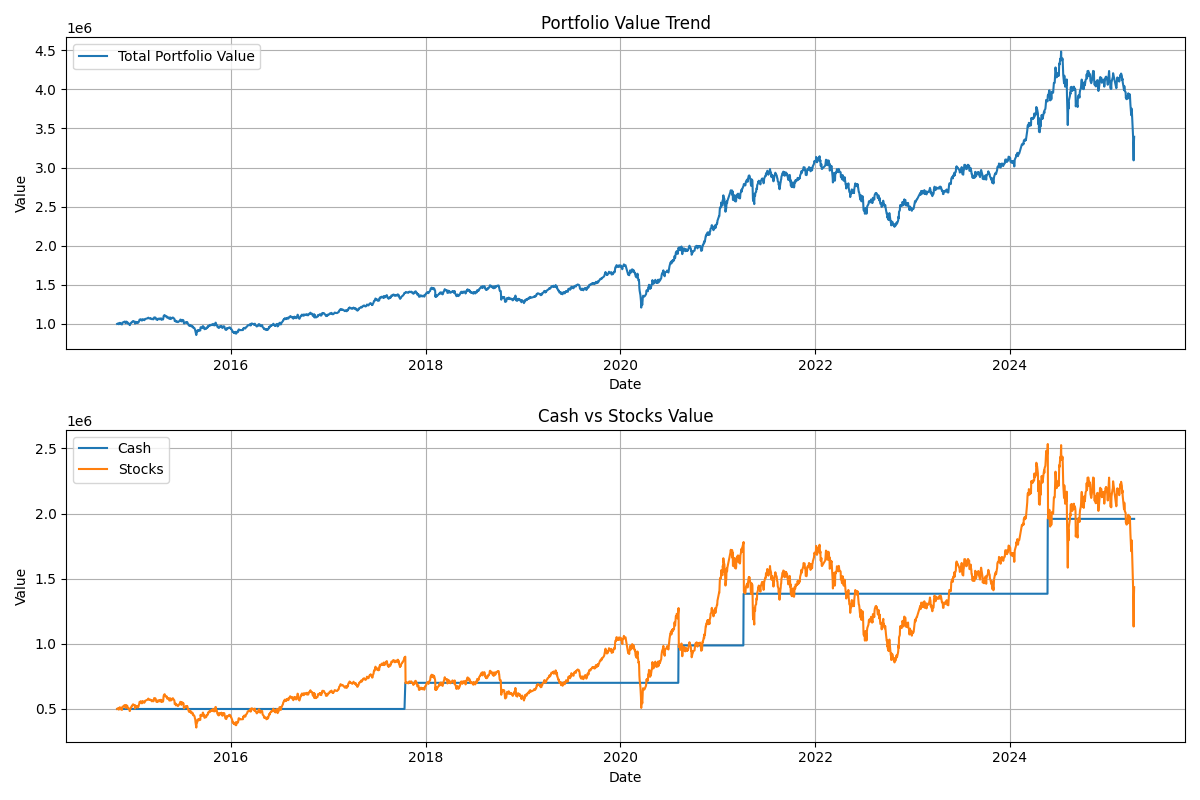 Portfolio Value Trend
1e6
Total Portfolio Value
4.5
4.0
3.5
3.0
2.5
2.0
1.5
1.0
Value
2016 2018 2020 2022 2024
Date
Cash vs Stocks Value
1e6
Cash
Stocks
2.5
2.0
1.5
1.0
0.5
Value
2016 2018 2020 2022 2024
Date